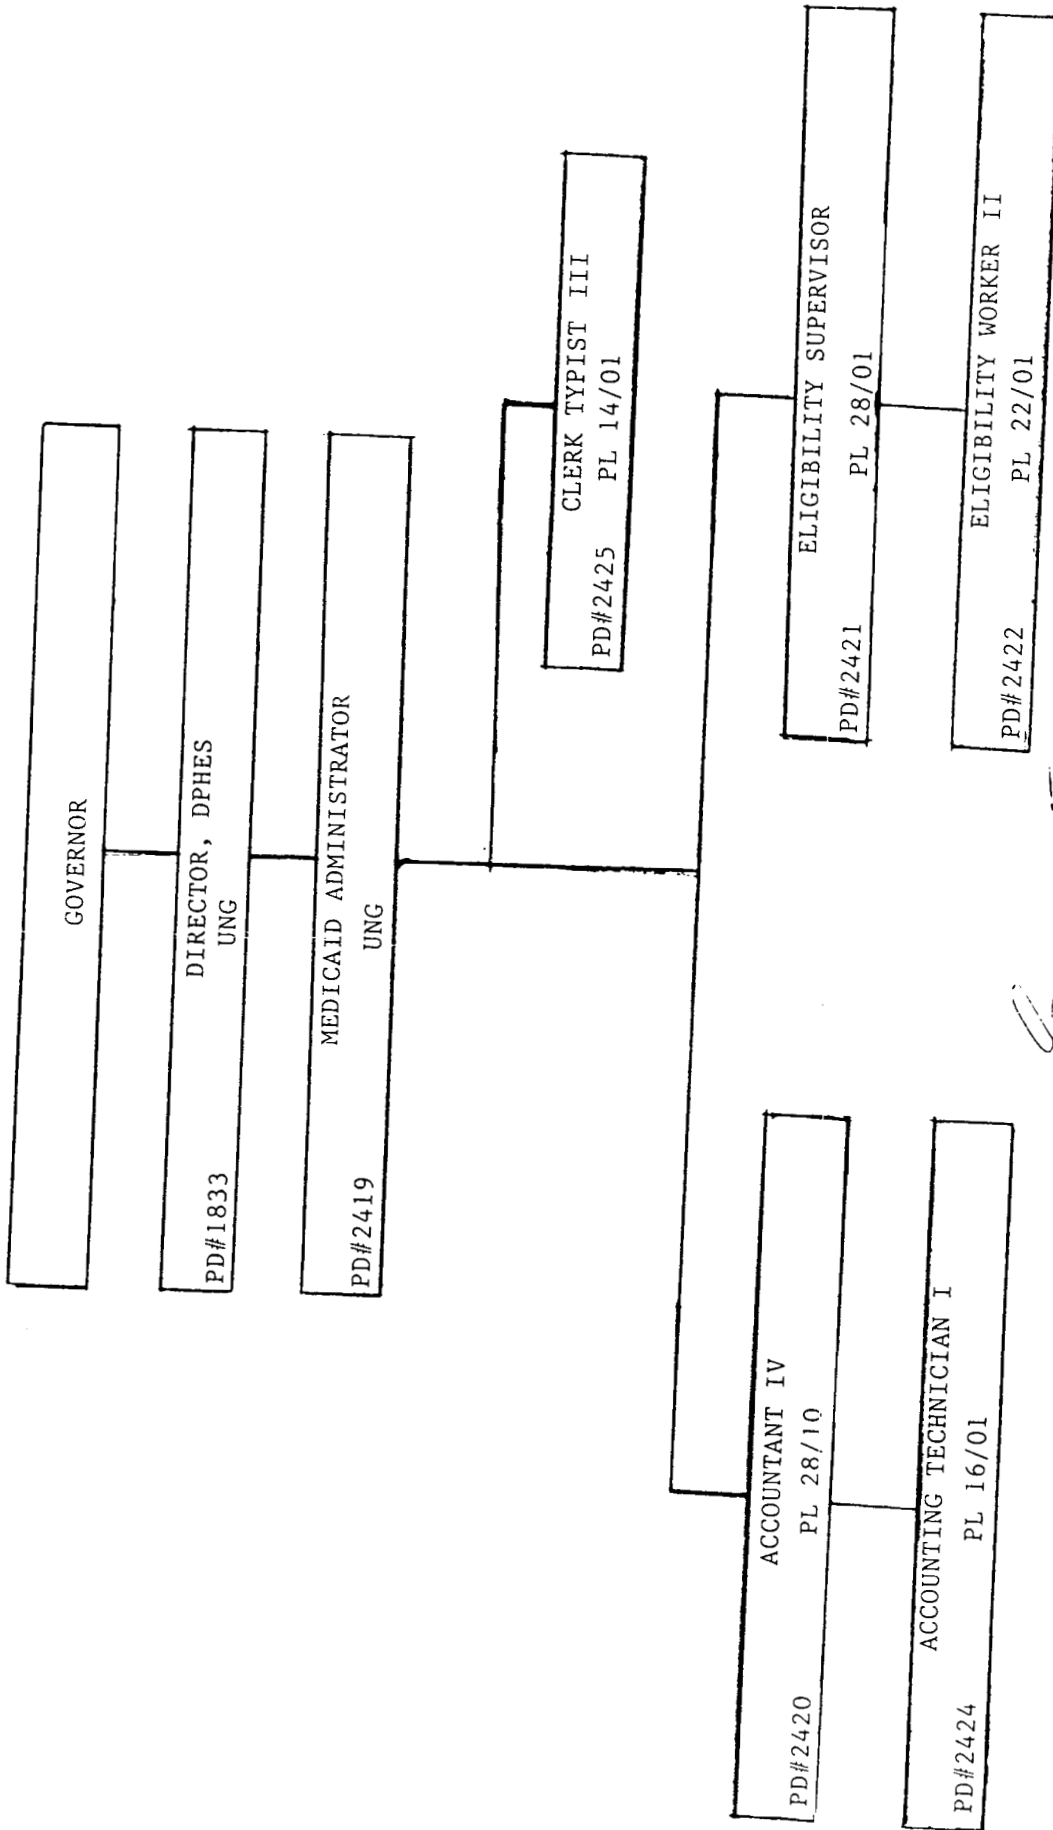 GOVERNOR
DIRECTOR, DPHES
PD#1833 UNG
MEDICAID ADMINISTRATOR
PD#2419 UNG
CLERK TYPIST III
PD#2425 PL 14/01
ACCOUNTANT IV
PD#2420 PL 28/10
ACCOUNTING TECHNICIAN I
PD#2424 PL 16/01
ELIGIBILITY SUPERVISOR
PD#2421 PL 28/01
ELIGIBILITY WORKER II
PD#2422 PL 22/01